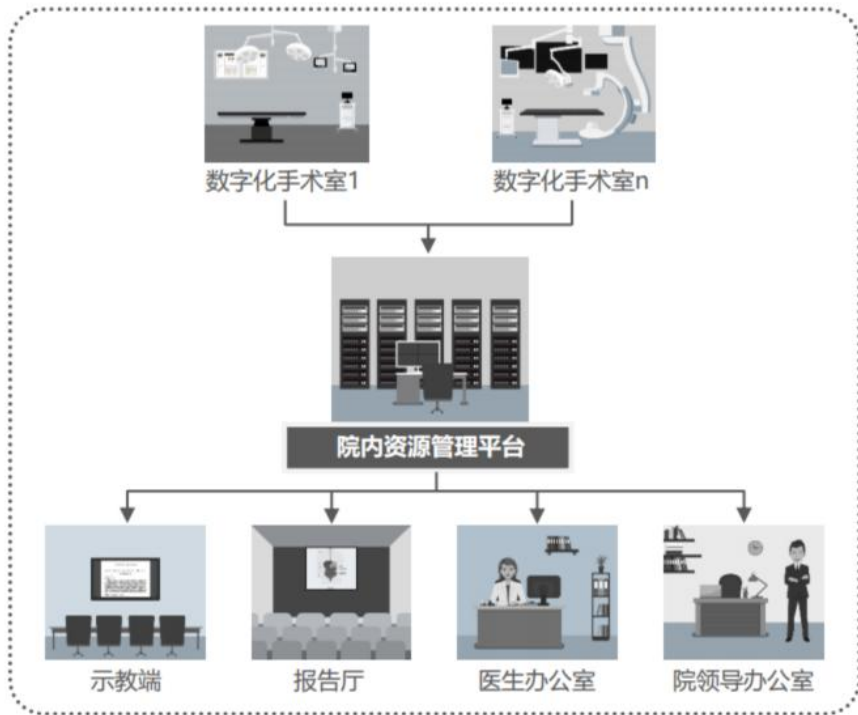 数字化手术室1
数字化手术室n
院内资源管理平台
示教端
报告厅
医生办公室
院领导办公室